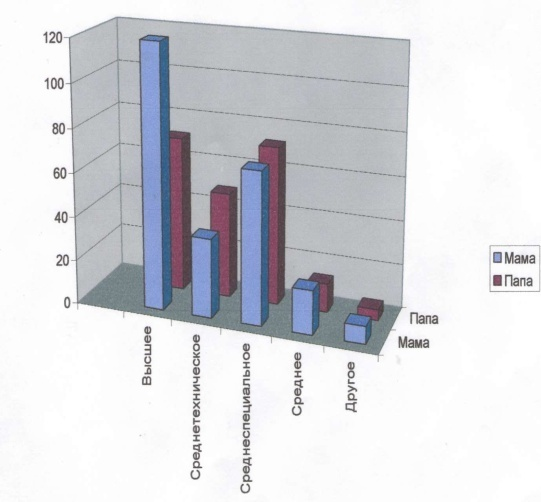 120
100
80
60
40
20
0
Высшее
Среднетехническое
Среднеспециальное
Среднее
Другое
Папа
Мама
Мама
Папа